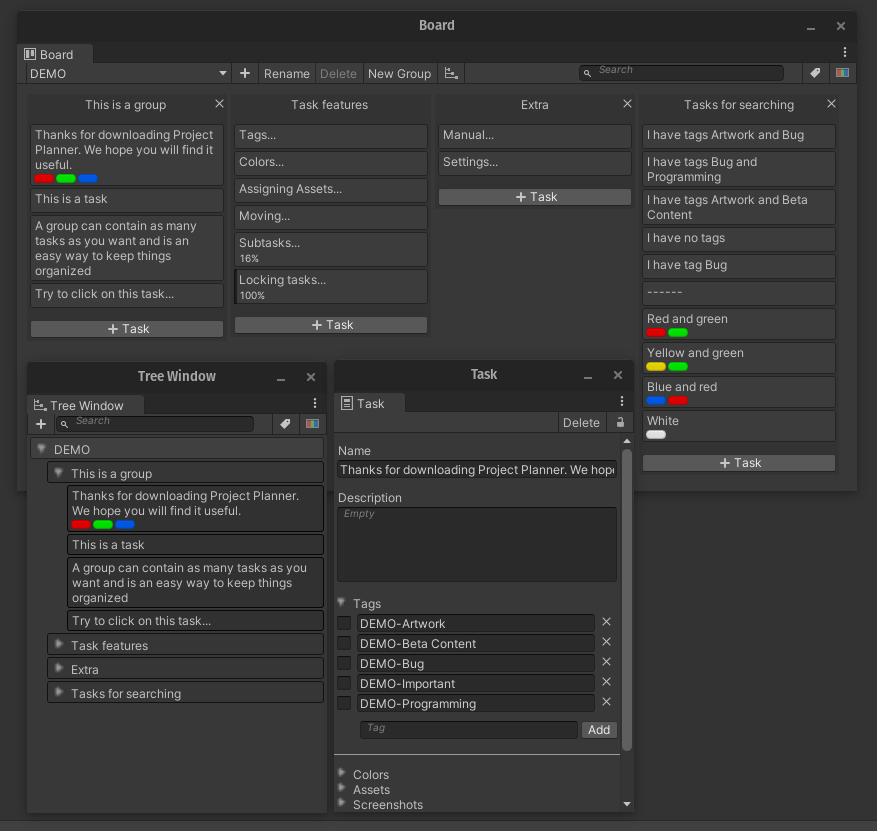 Board
Board
DEMO
Rename
Delete
New Group
Search
This is a group
Thanks for downloading Project
Planner. We hope you will find it
useful.
This is a task
A group can contain as many
tasks as you want and is an
easy way to keep things
organized
Try to click on this task...
+ Task
Task features
Tags...
Colors...
Assigning Assets...
Moving...
Subtasks...
16%
Locking tasks...
100%
+ Task
Extra
Manual...
Settings...
+ Task
Tasks for searching
I have tags Artwork and Bug
I have tags Bug and
Programming
I have tags Artwork and Beta
Content
I have no tags
I have tag Bug
------
Red and green
Yellow and green
Blue and red
White
+ Task
Tree Window
Tree Window
Search
DEMO
This is a group
Thanks for downloading Project Planner.
We hope you will find it useful.
This is a task
A group can contain as many tasks as you
want and is an easy way to keep things
organized
Try to click on this task...
Task features
Extra
Tasks for searching
Task
Task
Delete
Name
Thanks for downloading Project Planner. We hope
Description
Empty
Tags
DEMO-Artwork
DEMO-Beta Content
DEMO-Bug
DEMO-Important
DEMO-Programming
Tag
Add
Colors
Assets
Screenshots